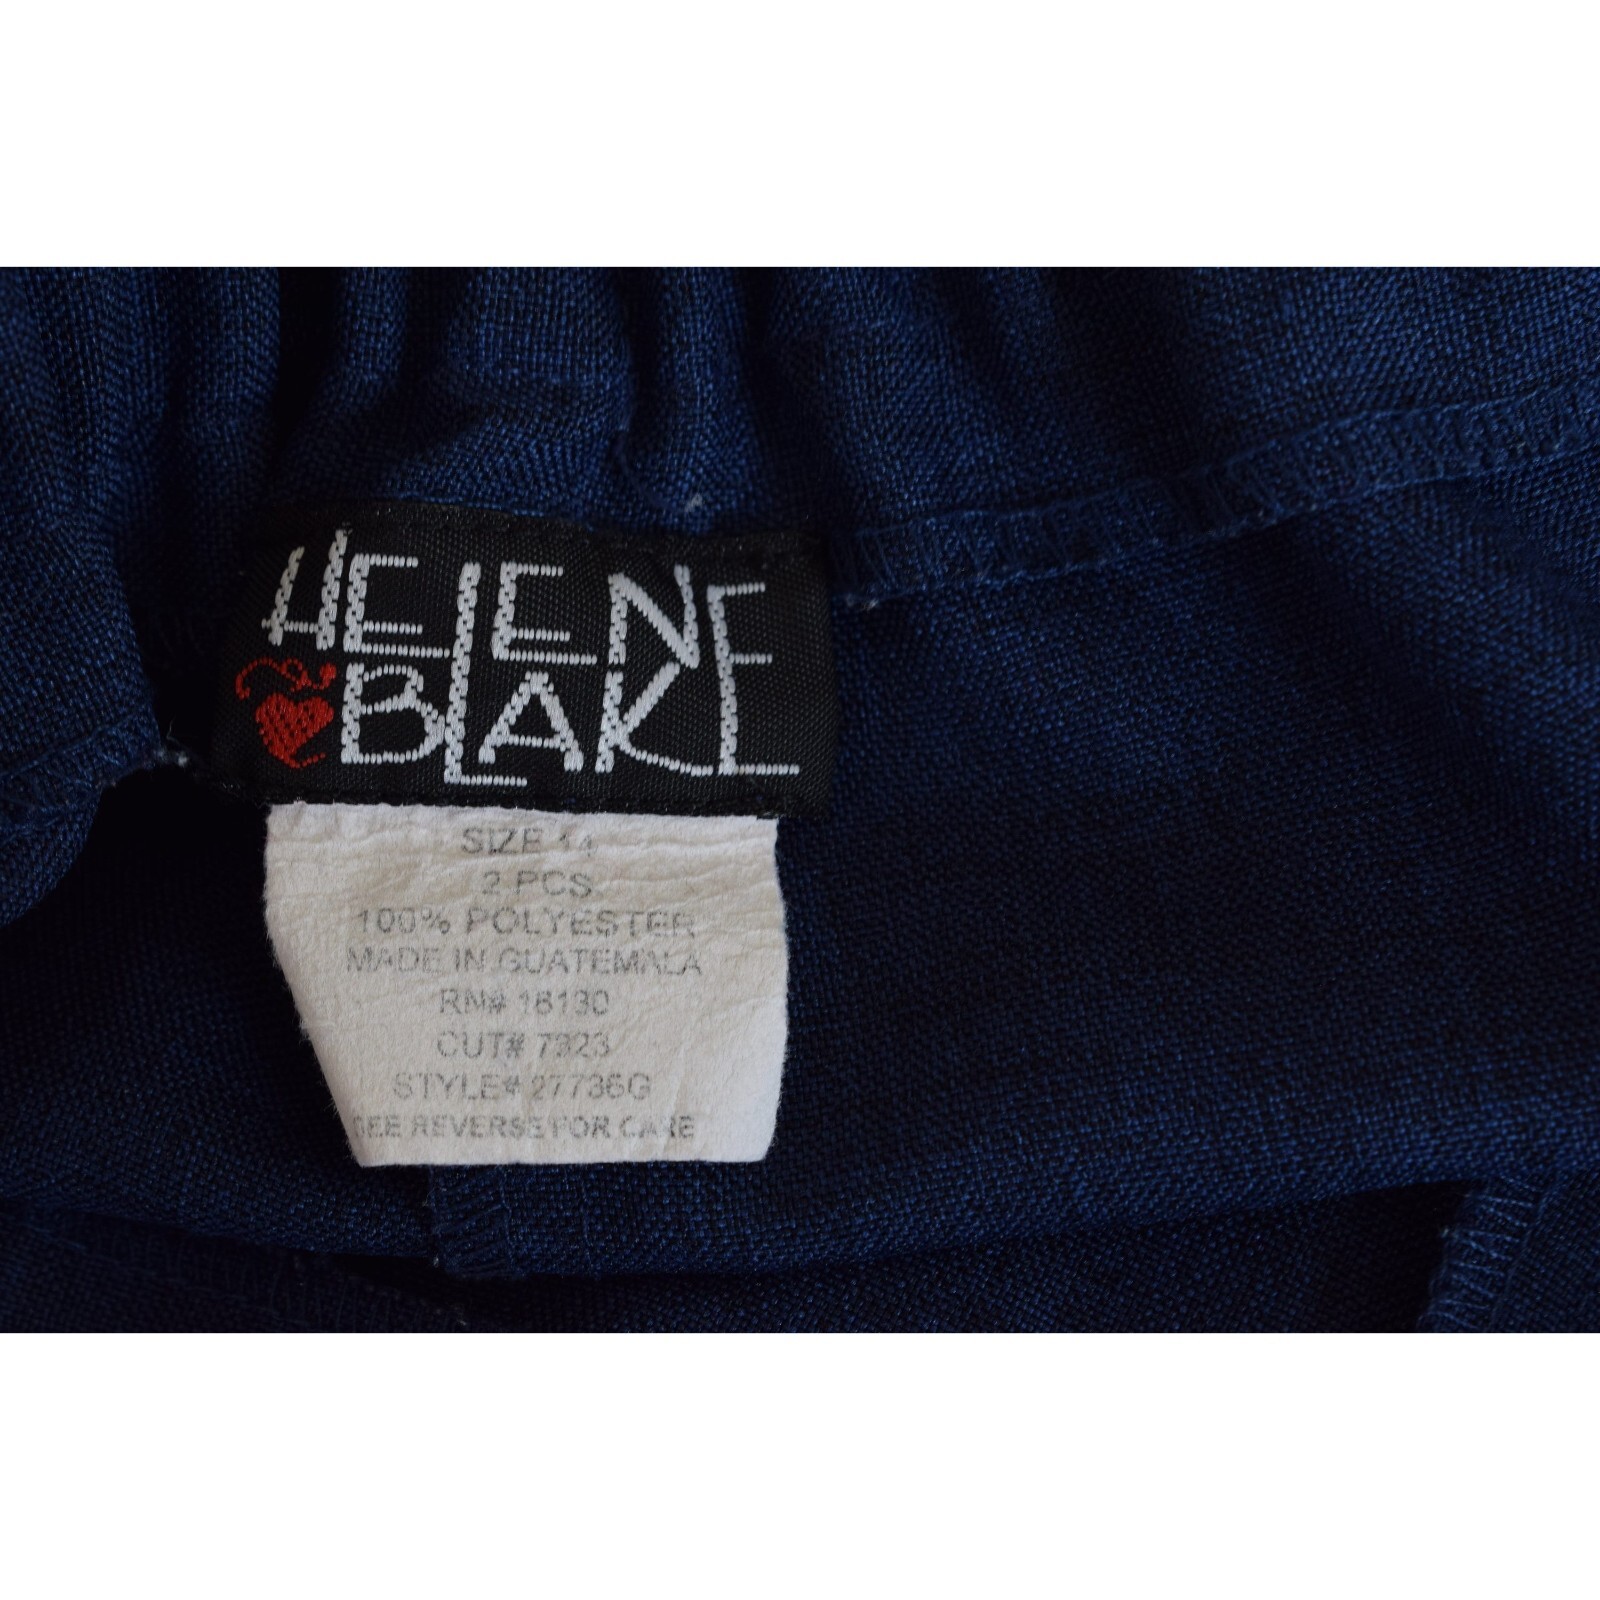 HELENE
BLAKE
SIZE 14
2 PCS
100% POLYESTER
MADE IN GUATEMALA
RN# 16130
CUT# 7323
STYLE# 27736G
SEE REVERSE FOR CARE